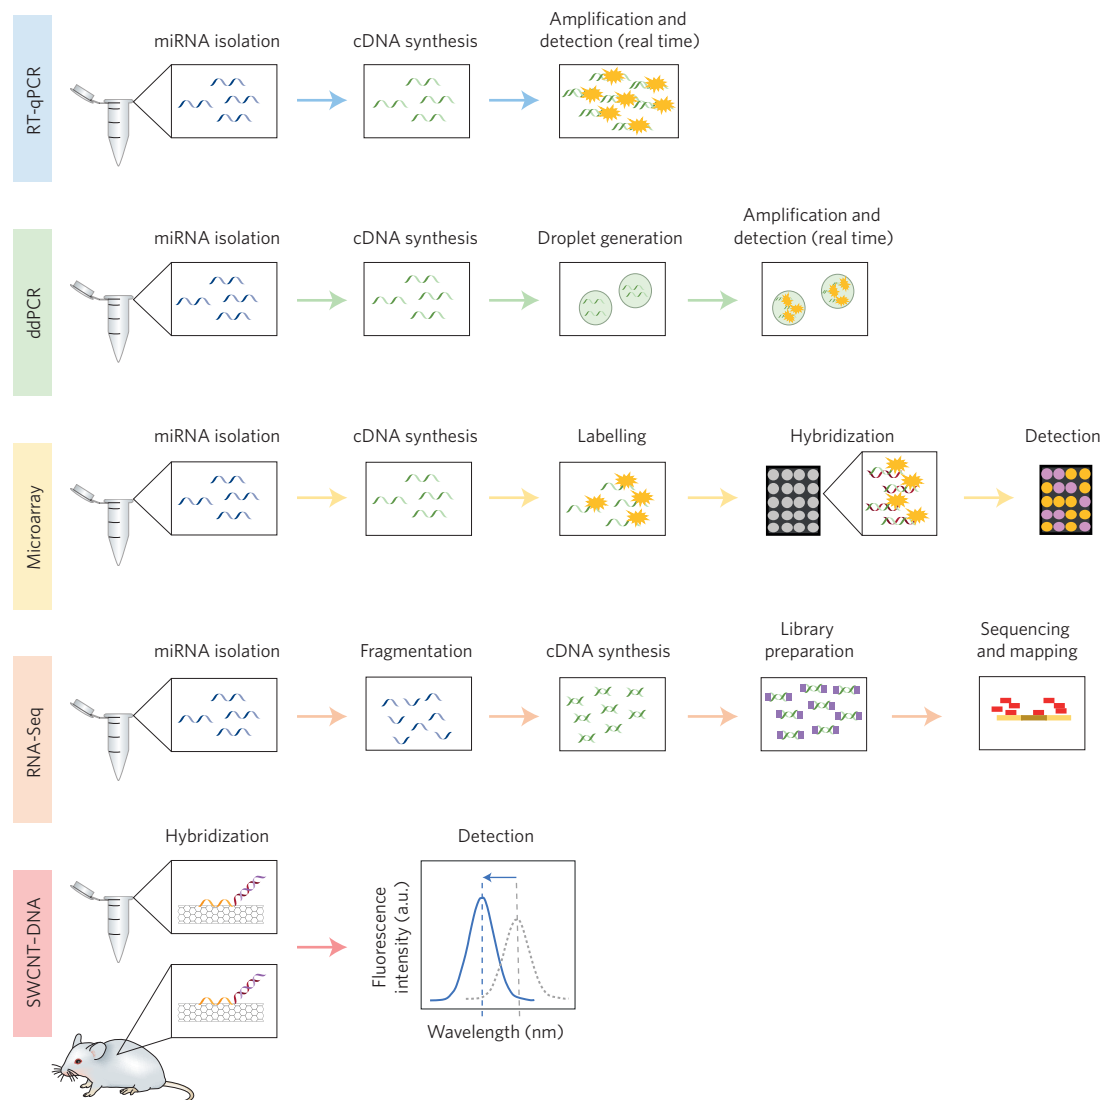 RT-qPCR
miRNA isolation
cDNA synthesis
Amplification and
detection (real time)
ddPCR
miRNA isolation
cDNA synthesis
Droplet generation
Amplification and
detection (real time)
Microarray
miRNA isolation
cDNA synthesis
Labelling
Hybridization
Detection
RNA-Seq
miRNA isolation
Fragmentation
cDNA synthesis
Library
preparation
Sequencing
and mapping
SWCNT–DNA
Hybridization
Detection
Fluorescence
intensity (a.u.)
Wavelength (nm)